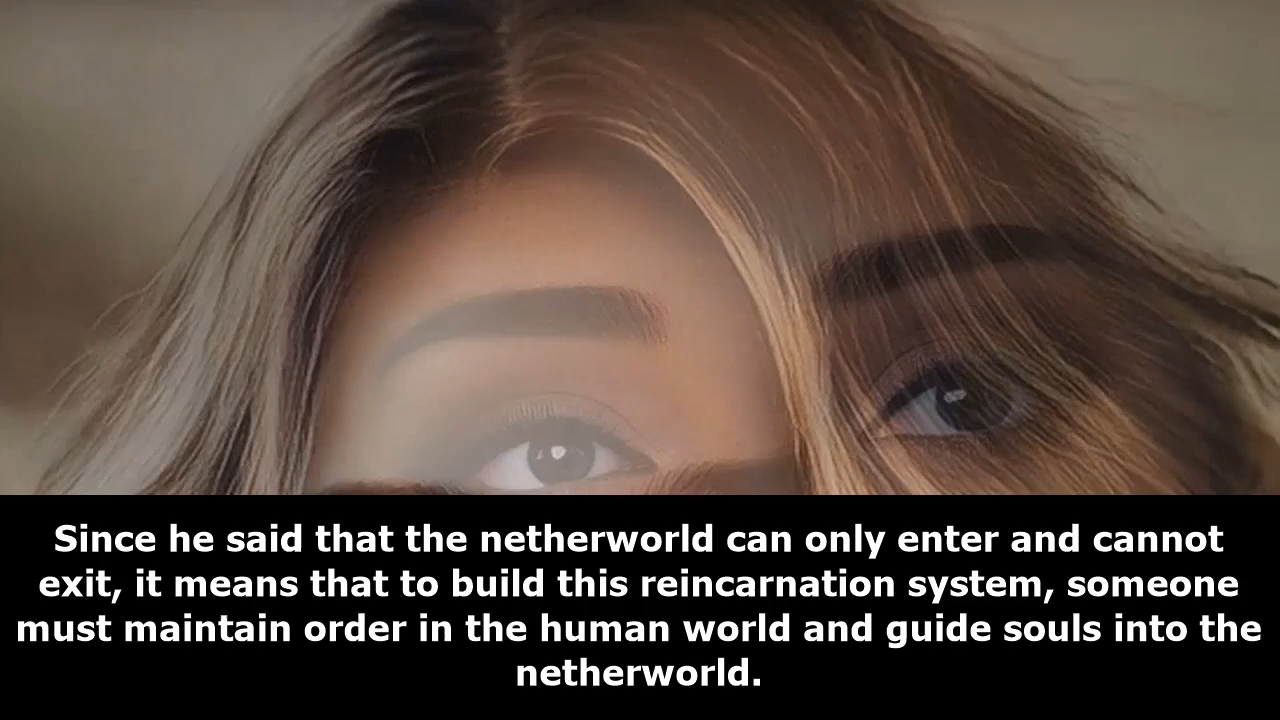 Since he said that the netherworld can only enter and cannot
exit, it means that to build this reincarnation system, someone
must maintain order in the human world and guide souls into the
netherworld.